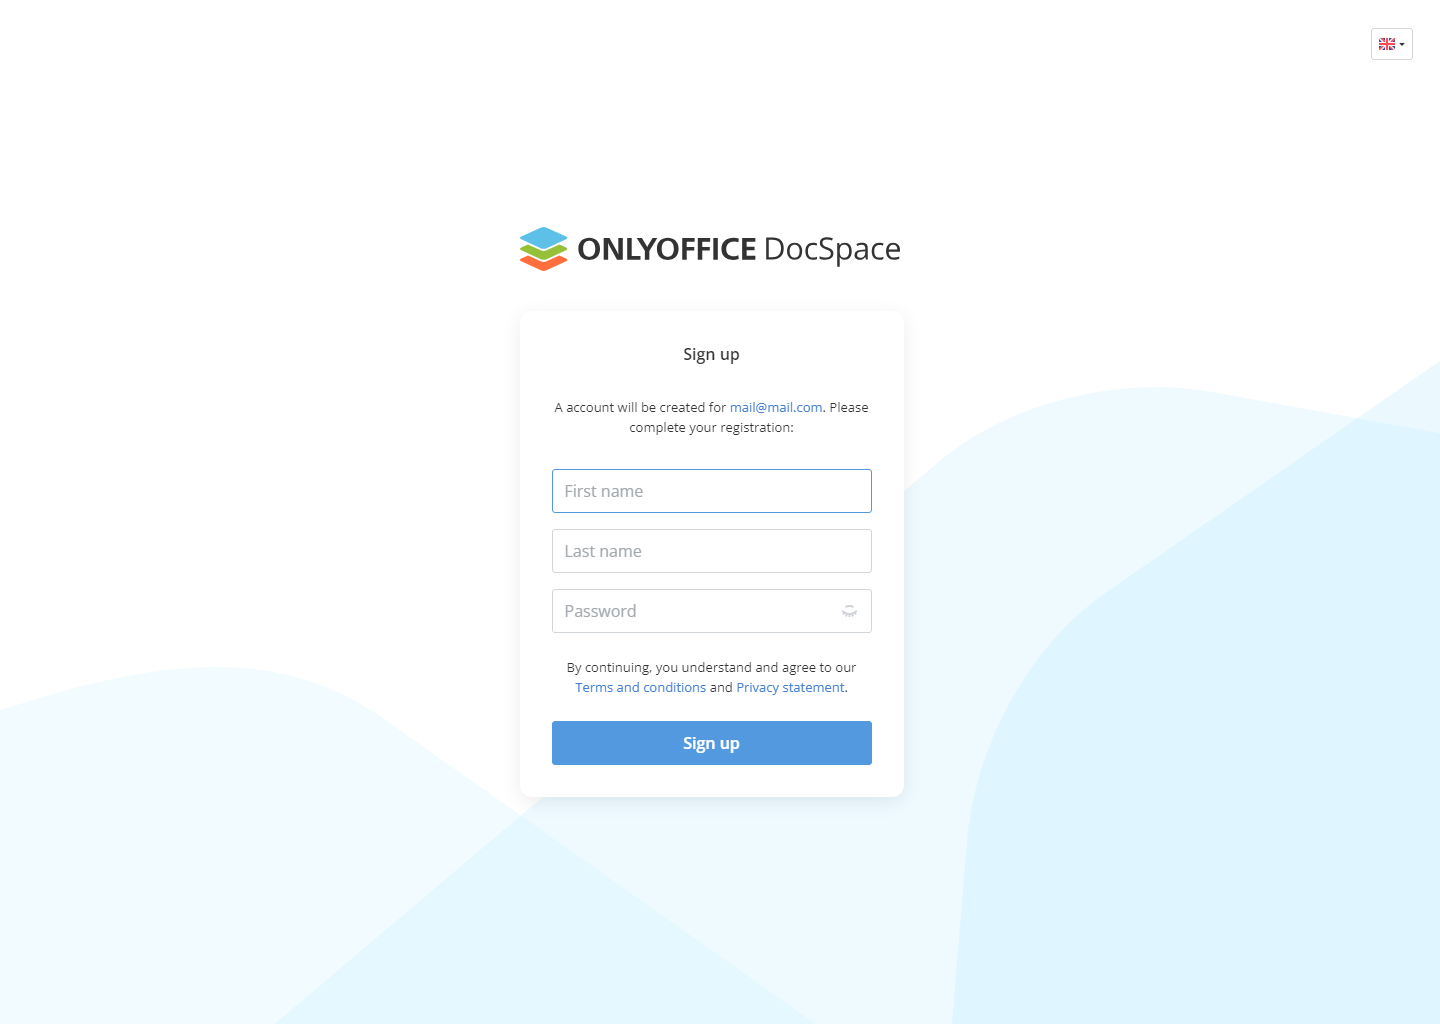 ONLYOFFICE DocSpace
Sign up
A account will be created for mail@mail.com. Please
complete your registration:
First name
Last name
Password
By continuing, you understand and agree to our
Terms and conditions and Privacy statement.
Sign up